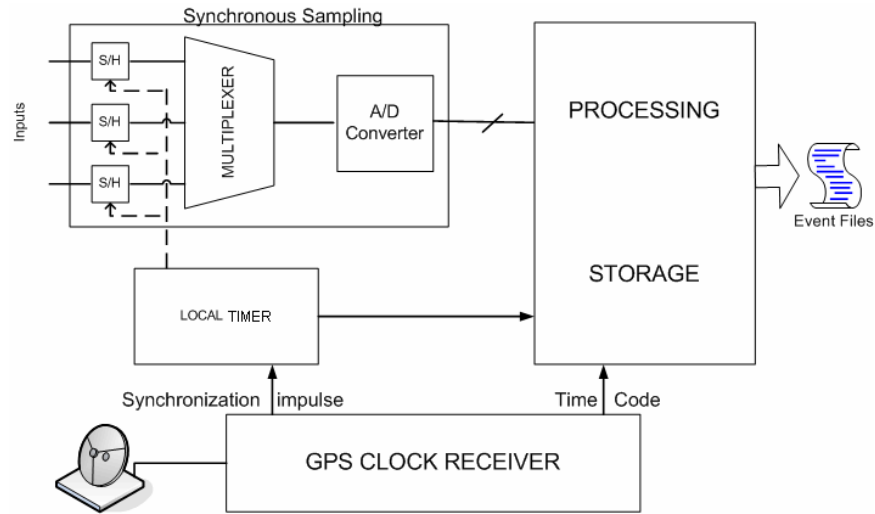 Synchronous Sampling
Inputs
S/H
S/H
S/H
MULTIPLEXER
A/D
Converter
PROCESSING
STORAGE
Event Files
LOCAL TIMER
Synchronization impulse
Time Code
GPS CLOCK RECEIVER